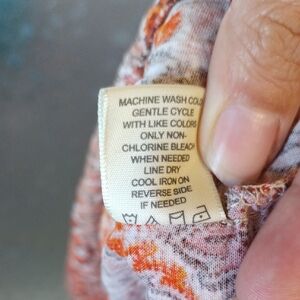 MACHINE WASH COLD
GENTLE CYCLE
WITH LIKE COLORS
ONLY NON-
CHLORINE BLEACH
WHEN NEEDED
LINE DRY
COOL IRON ON
REVERSE SIDE
IF NEEDED